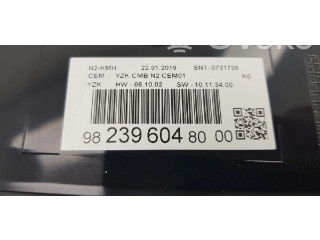 N2-KMH 22.01.2019 SN1-0731735
CEM ... YZK CMB N2 CEM01 K0
YZK HW - 06.10.02 SW - 10.11.34.00
98 239 604 80 00